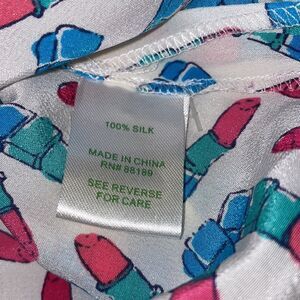 100% SILK
MADE IN CHINA
RN# 88189
SEE REVERSE
FOR CARE